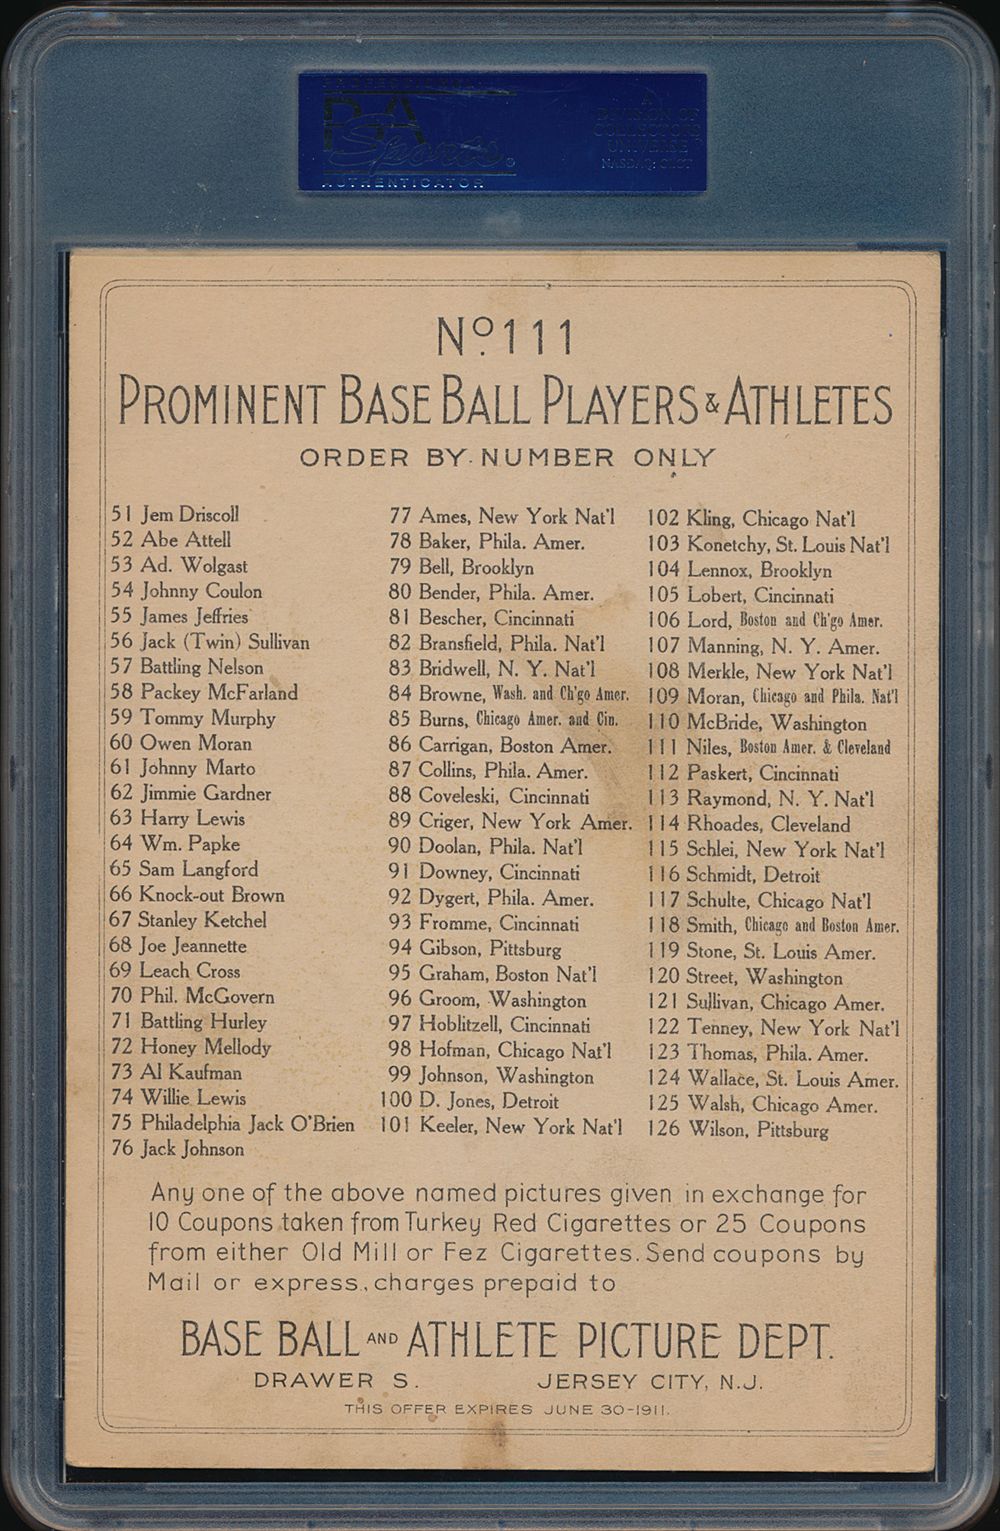 PROFESSIONAL
PSA
Sports ®
AUTHENTICATOR
A
DIVISION OF
COLLECTORS
UNIVERSE™
NASDAQ: CLCT
No. 111
PROMINENT BASE BALL PLAYERS & ATHLETES
ORDER BY NUMBER ONLY
51 Jem Driscoll
52 Abe Attell
53 Ad. Wolgast
54 Johnny Coulon
55 James Jeffries
56 Jack (Twin) Sullivan
57 Battling Nelson
58 Packey McFarland
59 Tommy Murphy
60 Owen Moran
61 Johnny Marto
62 Jimmie Gardner
63 Harry Lewis
64 Wm. Papke
65 Sam Langford
66 Knock-out Brown
67 Stanley Ketchel
68 Joe Jeannette
69 Leach Cross
70 Phil. McGovern
71 Battling Hurley
72 Honey Mellody
73 Al Kaufman
74 Willie Lewis
75 Philadelphia Jack O'Brien
76 Jack Johnson
77 Ames, New York Nat'l
78 Baker, Phila. Amer.
79 Bell, Brooklyn
80 Bender, Phila. Amer.
81 Bescher, Cincinnati
82 Bransfield, Phila. Nat'l
83 Bridwell, N. Y. Nat'l
84 Browne, Wash. and Ch'go Amer.
85 Burns, Chicago Amer. and Cin.
86 Carrigan, Boston Amer.
87 Collins, Phila. Amer.
88 Coveleski, Cincinnati
89 Criger, New York Amer.
90 Doolan, Phila. Nat'l
91 Downey, Cincinnati
92 Dygert, Phila. Amer.
93 Fromme, Cincinnati
94 Gibson, Pittsburg
95 Graham, Boston Nat'l
96 Groom, Washington
97 Hoblitzell, Cincinnati
98 Hofman, Chicago Nat'l
99 Johnson, Washington
100 D. Jones, Detroit
101 Keeler, New York Nat'l
102 Kling, Chicago Nat'l
103 Konetchy, St. Louis Nat'l
104 Lennox, Brooklyn
105 Lobert, Cincinnati
106 Lord, Boston and Ch'go Amer.
107 Manning, N. Y. Amer.
108 Merkle, New York Nat'l
109 Moran, Chicago and Phila. Nat'l
110 McBride, Washington
111 Niles, Boston Amer. & Cleveland
112 Paskert, Cincinnati
113 Raymond, N. Y. Nat'l
114 Rhoades, Cleveland
115 Schlei, New York Nat'l
116 Schmidt, Detroit
117 Schulte, Chicago Nat'l
118 Smith, Chicago and Boston Amer.
119 Stone, St. Louis Amer.
120 Street, Washington
121 Sullivan, Chicago Amer.
122 Tenney, New York Nat'l
123 Thomas, Phila. Amer.
124 Wallace, St. Louis Amer.
125 Walsh, Chicago Amer.
126 Wilson, Pittsburg
Any one of the above named pictures given in exchange for
10 Coupons taken from Turkey Red Cigarettes or 25 Coupons
from either Old Mill or Fez Cigarettes. Send coupons by
Mail or express, charges prepaid to
BASE BALL AND ATHLETE PICTURE DEPT.
DRAWER S. JERSEY CITY, N.J.
THIS OFFER EXPIRES JUNE 30-1911.